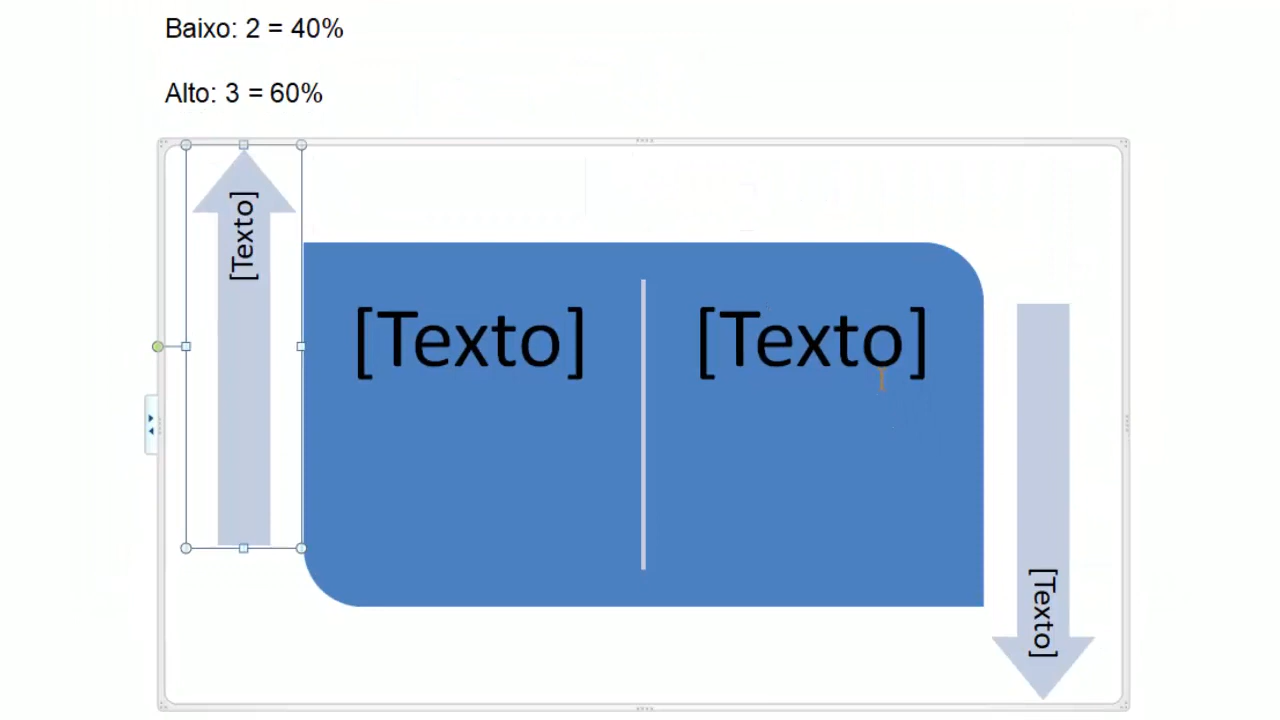 Baixo: 2 = 40%
Alto: 3 = 60%
[Texto]
[Texto]
[Texto]
[Texto]